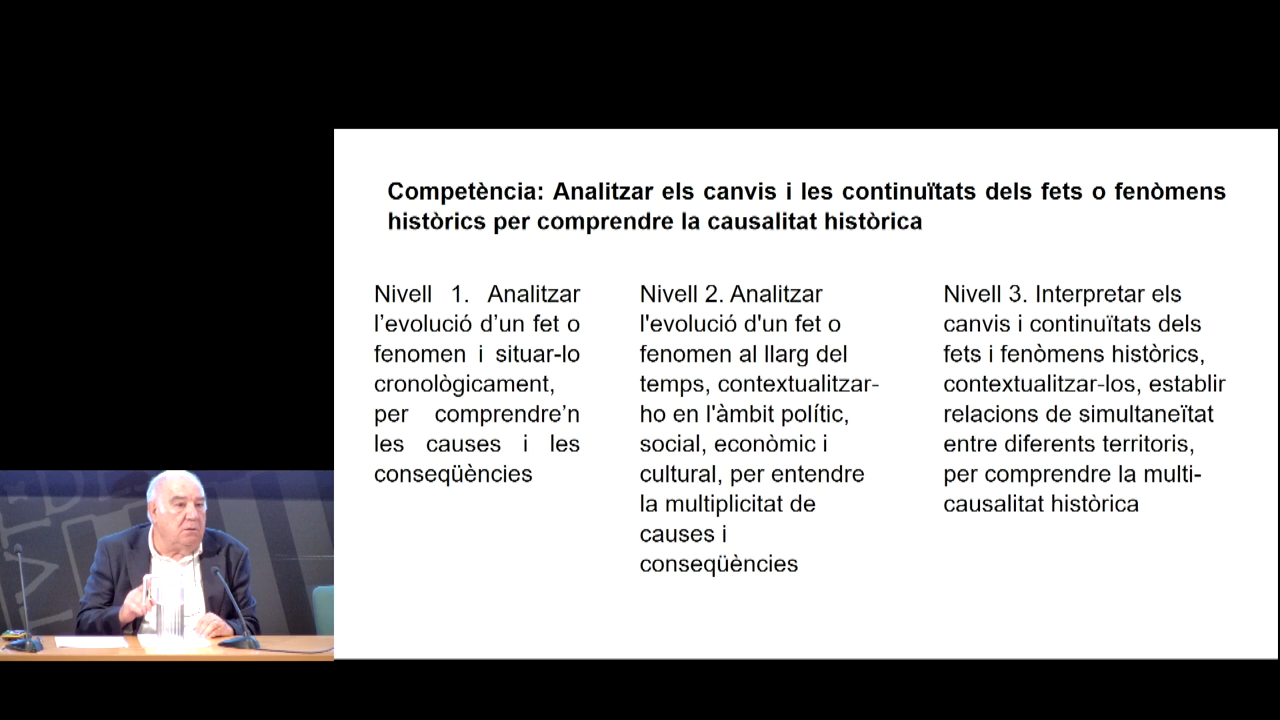 Competència: Analitzar els canvis i les continuïtats dels fets o fenòmens
històrics per comprendre la causalitat històrica
Nivell 1. Analitzar
l’evolució d’un fet o
fenomen i situar-lo
cronològicament,
per comprendre’n
les causes i les
conseqüències
Nivell 2. Analitzar
l'evolució d'un fet o
fenomen al llarg del
temps, contextualitzar-
ho en l'àmbit polític,
social, econòmic i
cultural, per entendre
la multiplicitat de
causes i
conseqüències
Nivell 3. Interpretar els
canvis i continuïtats dels
fets i fenòmens històrics,
contextualitzar-los, establir
relacions de simultaneïtat
entre diferents territoris,
per comprendre la multi-
causalitat històrica